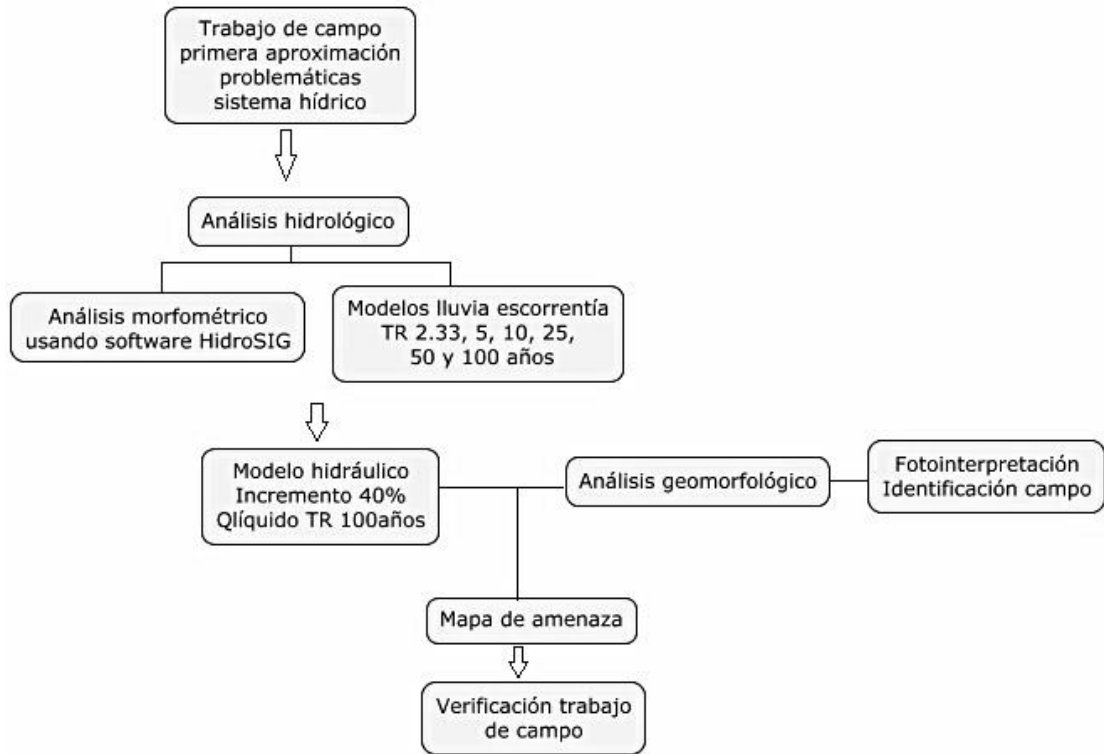 Trabajo de campo
primera aproximación
problemáticas
sistema hídrico
Análisis hidrológico
Análisis morfométrico
usando software HidroSIG
Modelos lluvia escorrentía
TR 2.33, 5, 10, 25,
50 y 100 años
Modelo hidráulico
Incremento 40%
Qlíquido TR 100años
Análisis geomorfológico
Fotointerpretación
Identificación campo
Mapa de amenaza
Verificación trabajo
de campo